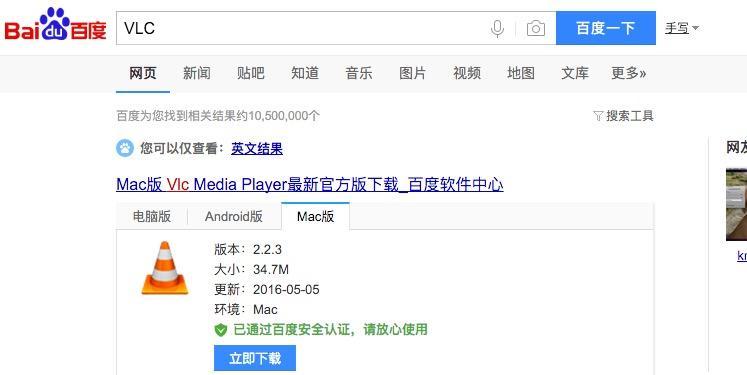 Bai du 百度 VLC 百度一下 手写
网页 新闻 贴吧 知道 音乐 图片 视频 地图 文库 更多»
百度为您找到相关结果约10,500,000个 搜索工具
您可以仅查看：英文结果 网友
Mac版 Vlc Media Player最新官方版下载_百度软件中心
电脑版 Android版 Mac版
版本：2.2.3
大小：34.7M
更新：2016-05-05
环境：Mac
已通过百度安全认证，请放心使用
立即下载